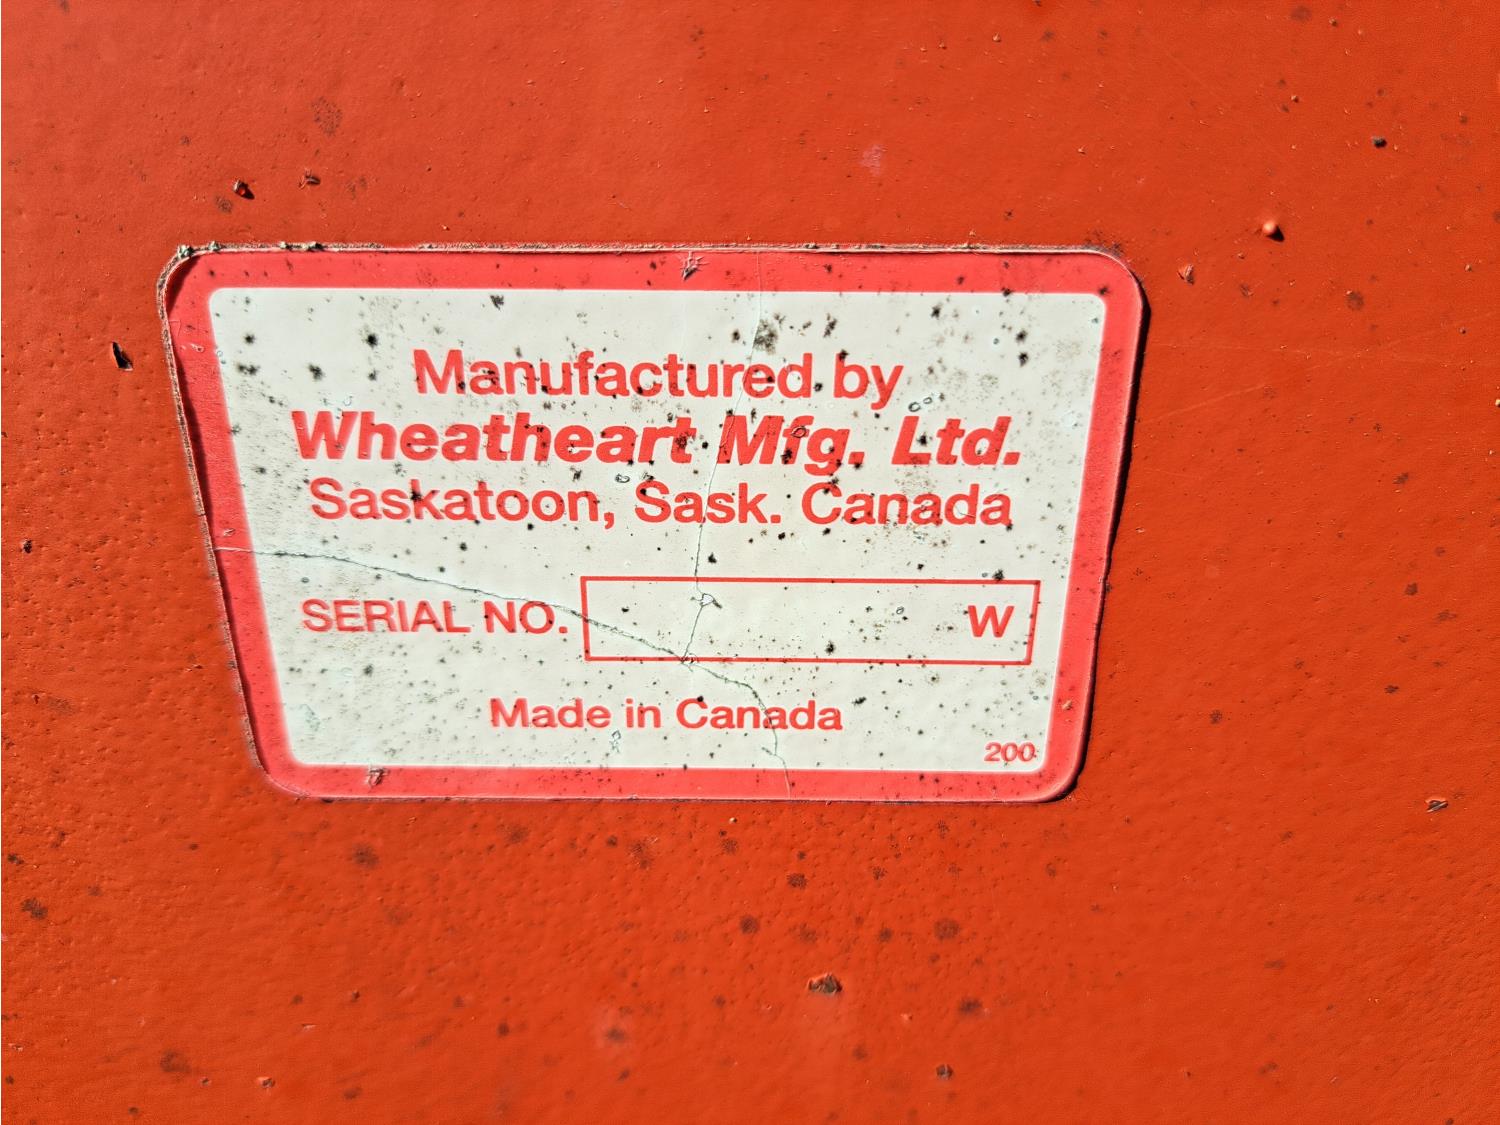 Manufactured by
Wheatheart Mfg. Ltd.
Saskatoon, Sask. Canada
SERIAL NO. W
Made in Canada
200